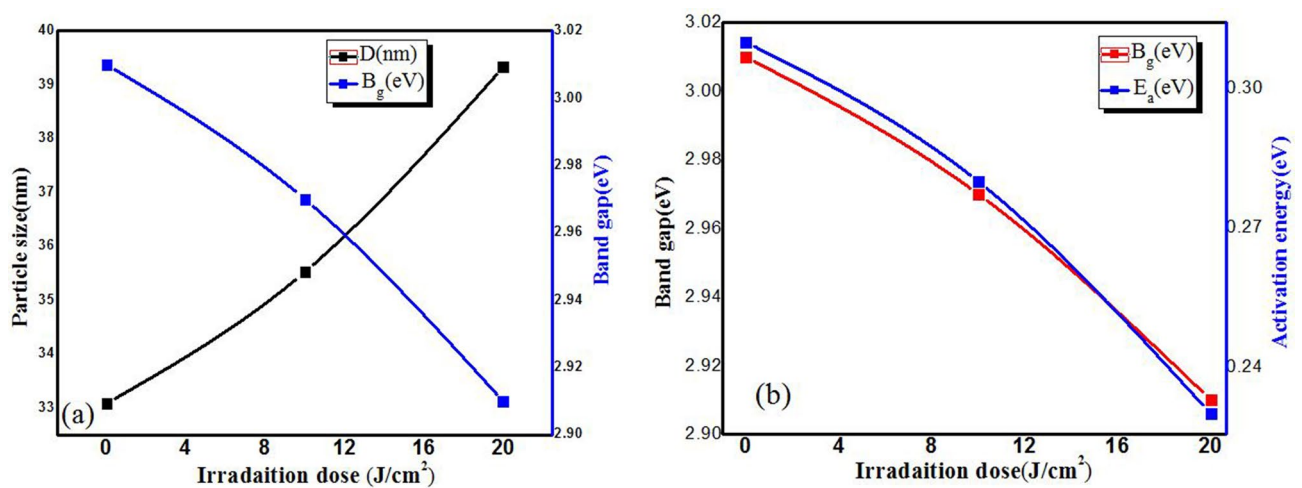 40
39
38
37
36
35
34
33
Particle size(nm)
D(nm)
Bg(eV)
3.02
3.00
2.98
2.96
2.94
2.92
2.90
Band gap(eV)
(a)
0 4 8 12 16 20
Irradaition dose (J/cm2)
3.02
3.00
2.98
2.96
2.94
2.92
2.90
Band gap(eV)
Bg(eV)
Ea(eV)
0.30
0.27
0.24
Activation energy(eV)
(b)
0 4 8 12 16 20
Irradaition dose(J/cm2)